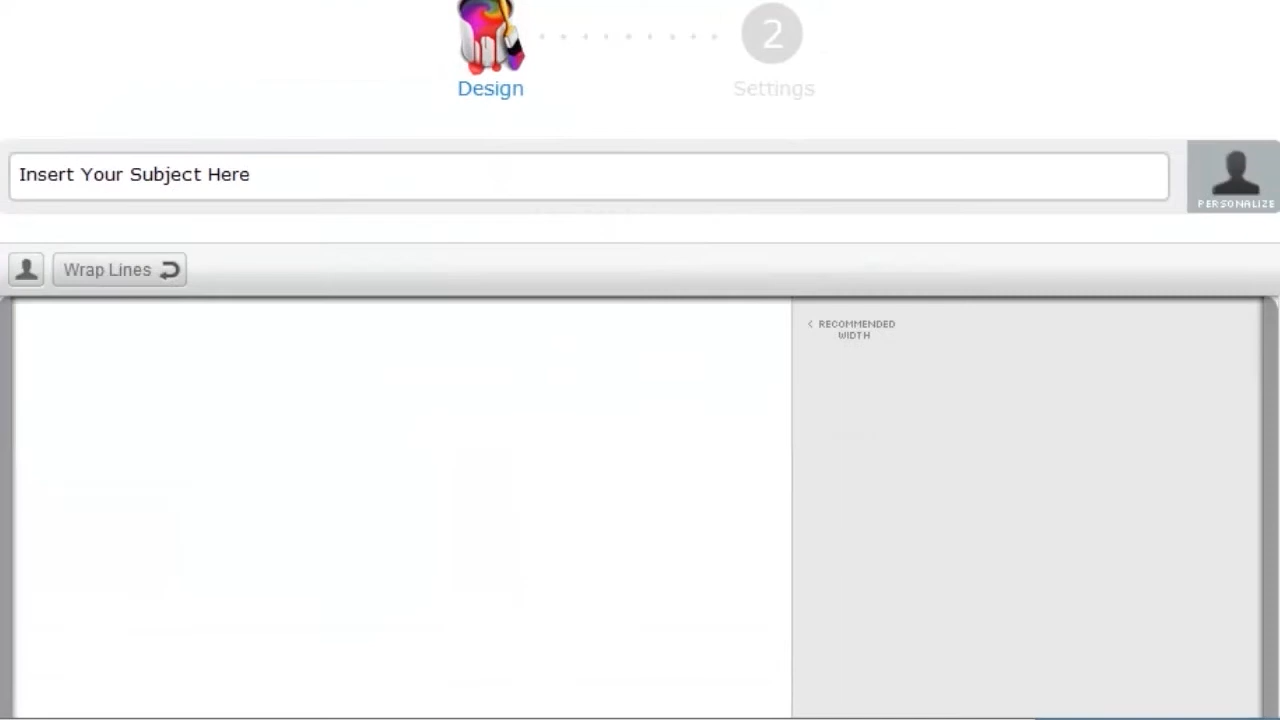 2
Design
Settings
Insert Your Subject Here
PERSONALIZE
Wrap Lines
< RECOMMENDED
WIDTH